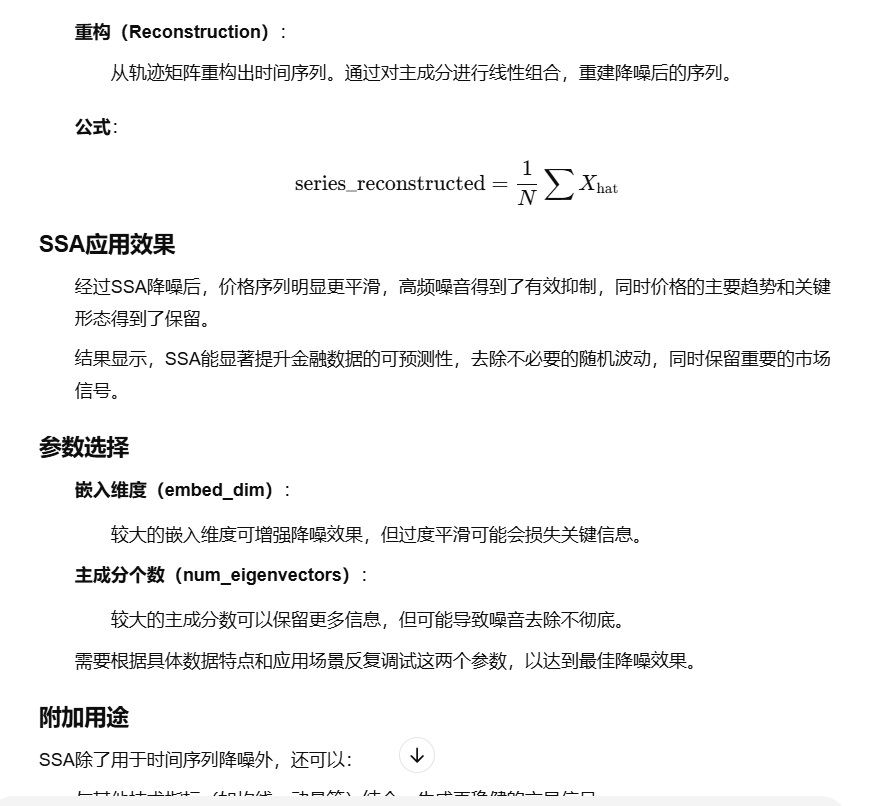 重构（Reconstruction）：
从轨迹矩阵重构出时间序列。通过对主成分进行线性组合，重建降噪后的序列。
公式：
series_reconstructed = \frac{1}{N} \sum X_{hat}
SSA应用效果
经过SSA降噪后，价格序列明显更平滑，高频噪音得到了有效抑制，同时价格的主要趋势和关键
形态得到了保留。
结果显示，SSA能显著提升金融数据的可预测性，去除不必要的随机波动，同时保留重要的市场
信号。
参数选择
嵌入维度（embed_dim）：
较大的嵌入维度可增强降噪效果，但过度平滑可能会损失关键信息。
主成分个数（num_eigenvectors）：
较大的主成分数可以保留更多信息，但可能导致噪音去除不彻底。
需要根据具体数据特点和应用场景反复调试这两个参数，以达到最佳降噪效果。
附加用途
SSA除了用于时间序列降噪外，还可以：